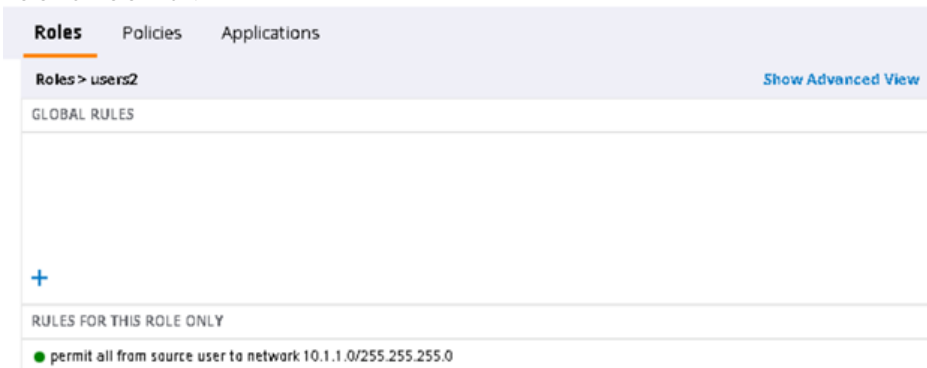 Roles Policies Applications
Roles > users2 Show Advanced View
GLOBAL RULES
+
RULES FOR THIS ROLE ONLY
permit all from source user to network 10.1.1.0/255.255.255.0